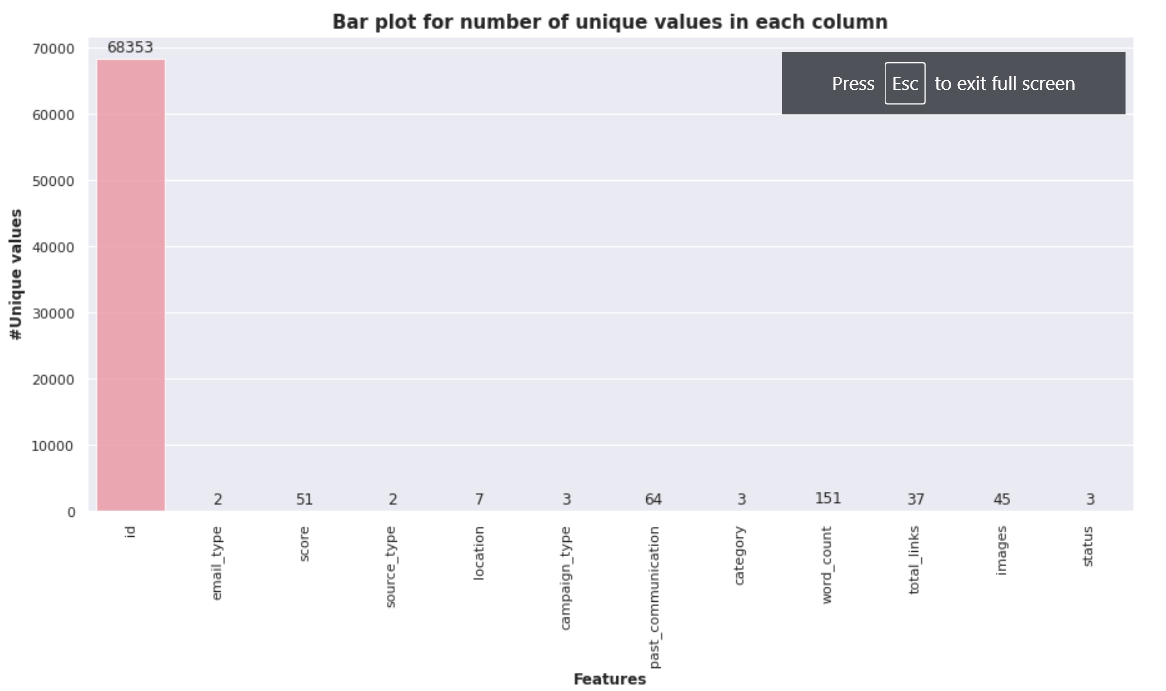 Bar plot for number of unique values in each column
Press Esc to exit full screen
#Unique values
70000
60000
50000
40000
30000
20000
10000
0
68353
2
51
2
7
3
64
3
151
37
45
3
id
email_type
score
source_type
location
campaign_type
past_communication
category
word_count
total_links
images
status
Features